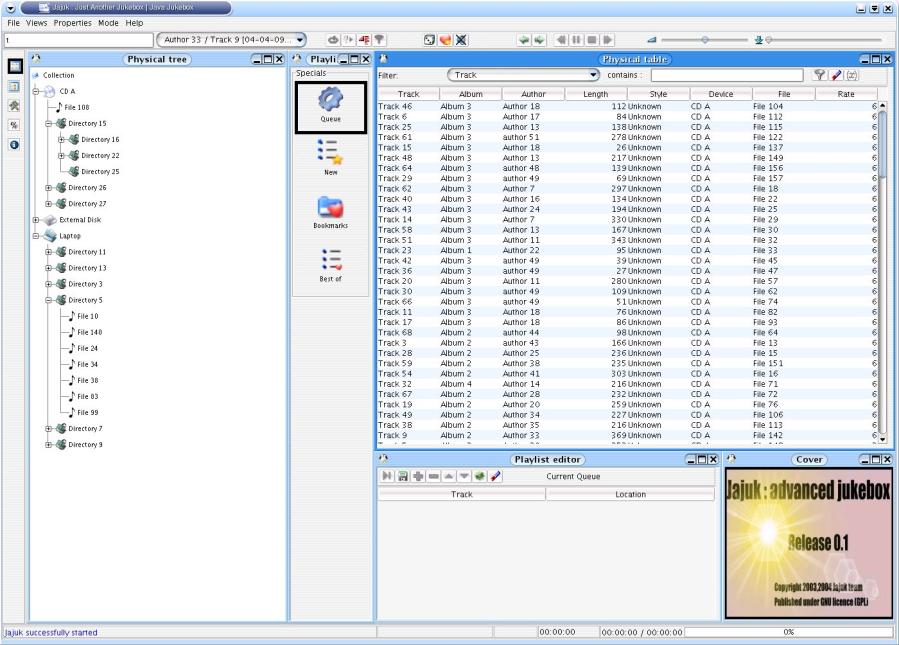 Jajuk : Just Another Jukebox | Java Jukebox
File Views Properties Mode Help
1 Author 33 / Track 9 [04-04-09...
Physical tree
Collection
CD A
File 108
Directory 15
Directory 16
Directory 22
Directory 25
Directory 26
Directory 27
External Disk
Laptop
Directory 11
Directory 13
Directory 3
Directory 5
File 10
File 140
File 24
File 34
File 38
File 83
File 99
Directory 7
Directory 9
Playli
Specials
Queue
New
Bookmarks
Best of
Physical table
Filter: Track contains :
Track Album Author Length Style Device File Rate
Track 46 Album 3 Author 18 112 Unknown CD A File 104 6
Track 6 Album 3 Author 17 84 Unknown CD A File 112 6
Track 25 Album 3 Author 13 138 Unknown CD A File 115 6
Track 61 Album 3 author 51 278 Unknown CD A File 122 6
Track 15 Album 3 Author 18 26 Unknown CD A File 137 6
Track 48 Album 3 Author 13 217 Unknown CD A File 149 6
Track 64 Album 3 author 48 139 Unknown CD A File 156 6
Track 29 Album 3 author 49 69 Unknown CD A File 157 6
Track 62 Album 3 Author 7 297 Unknown CD A File 18 6
Track 40 Album 3 Author 16 134 Unknown CD A File 22 6
Track 43 Album 3 Author 24 194 Unknown CD A File 25 6
Track 14 Album 3 Author 7 330 Unknown CD A File 29 6
Track 58 Album 3 Author 13 167 Unknown CD A File 30 6
Track 51 Album 3 Author 11 343 Unknown CD A File 32 6
Track 23 Album 1 Author 22 95 Unknown CD A File 33 6
Track 42 Album 3 author 49 39 Unknown CD A File 45 6
Track 36 Album 3 author 49 27 Unknown CD A File 47 6
Track 20 Album 3 Author 11 280 Unknown CD A File 57 6
Track 30 Album 3 author 49 109 Unknown CD A File 62 6
Track 66 Album 3 author 49 51 Unknown CD A File 74 6
Track 11 Album 3 Author 18 76 Unknown CD A File 82 6
Track 17 Album 3 Author 18 86 Unknown CD A File 93 6
Track 68 Album 2 author 44 98 Unknown CD A File 64 6
Track 3 Album 2 author 43 166 Unknown CD A File 13 6
Track 28 Album 2 Author 25 236 Unknown CD A File 15 6
Track 59 Album 2 Author 38 235 Unknown CD A File 151 6
Track 54 Album 2 Author 41 303 Unknown CD A File 16 6
Track 32 Album 4 Author 14 216 Unknown CD A File 71 6
Track 67 Album 2 Author 28 232 Unknown CD A File 72 6
Track 19 Album 2 Author 20 259 Unknown CD A File 76 6
Track 49 Album 2 Author 34 227 Unknown CD A File 106 6
Track 38 Album 2 Author 35 216 Unknown CD A File 113 6
Track 9 Album 2 Author 33 369 Unknown CD A File 142 6
Playlist editor
Current Queue
Track Location
Cover
Jajuk : advanced jukebox
Release 0.1
Copyright 2003,2004 Jajuk team
Published under GNU licence (GPL)
Jajuk successfully started 00:00:00 00:00:00 / 00:00:00 0%